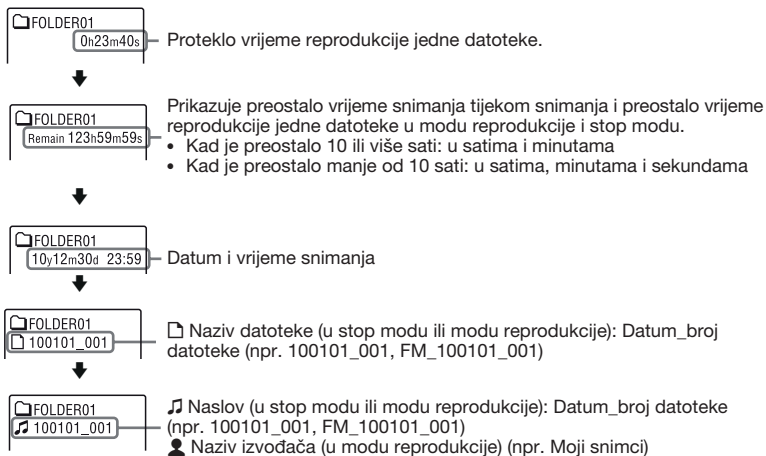 FOLDER01
0h23m40s
Proteklo vrijeme reprodukcije jedne datoteke.
FOLDER01
Remain 123h59m59s
Prikazuje preostalo vrijeme snimanja tijekom snimanja i preostalo vrijeme
reprodukcije jedne datoteke u modu reprodukcije i stop modu.
• Kad je preostalo 10 ili više sati: u satima i minutama
• Kad je preostalo manje od 10 sati: u satima, minutama i sekundama
FOLDER01
10y12m30d 23:59
Datum i vrijeme snimanja
FOLDER01
100101_001
Naziv datoteke (u stop modu ili modu reprodukcije): Datum_broj
datoteke (npr. 100101_001, FM_100101_001)
FOLDER01
100101_001
Naslov (u stop modu ili modu reprodukcije): Datum_broj datoteke
(npr. 100101_001, FM_100101_001)
Naziv izvođača (u modu reprodukcije) (npr. Moji snimci)